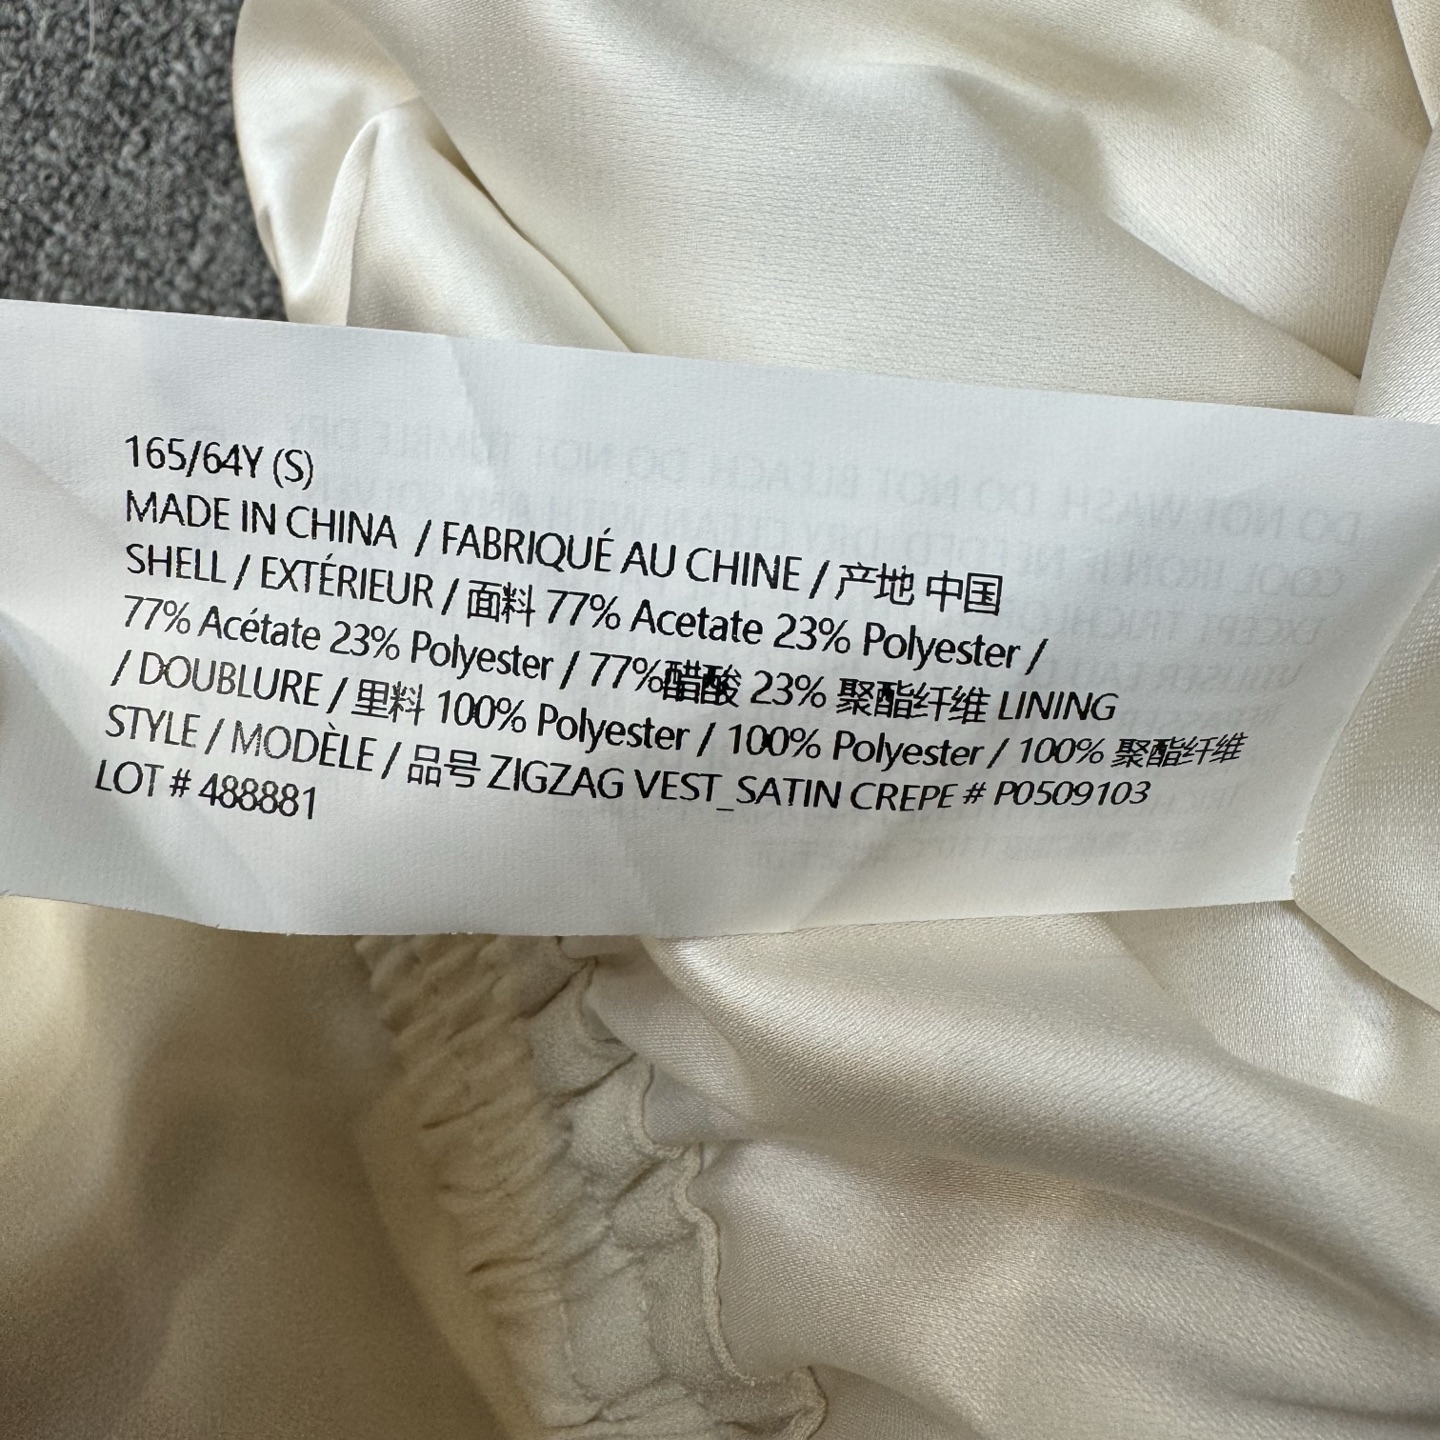 165/64Y (S)
MADE IN CHINA / FABRIQUÉ AU CHINE / 产地 中国
SHELL / EXTÉRIEUR / 面料 77% Acetate 23% Polyester /
77% Acétate 23% Polyester / 77%醋酸 23% 聚酯纤维 LINING
/ DOUBLURE / 里料 100% Polyester / 100% Polyester / 100% 聚酯纤维
STYLE / MODÈLE / 品号 ZIGZAG VEST_SATIN CREPE # P0509103
LOT # 488881